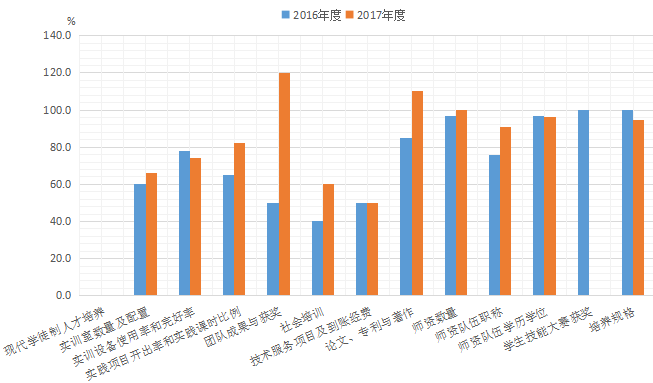 2016年度 2017年度
%
140.0
120.0
100.0
80.0
60.0
40.0
20.0
0.0
现代学徒制人才培养
实训室数量及配置
实训设备使用率和完好率
实践项目开出率和实践课时比例
团队成果与获奖
社会培训
技术服务项目及到账经费
论文、专利与著作
师资数量
师资队伍职称
师资队伍学历学位
学生技能大赛获奖
培养规格